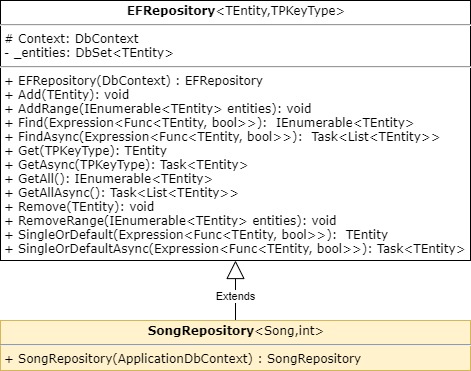 EFRepository<TEntity,TPKeyType>
# Context: DbContext
- _entities: DbSet<TEntity>
+ EFRepository(DbContext) : EFRepository
+ Add(TEntity): void
+ AddRange(IEnumerable<TEntity> entities): void
+ Find(Expression<Func<TEntity, bool>>): IEnumerable<TEntity>
+ FindAsync(Expression<Func<TEntity, bool>>): Task<List<TEntity>>
+ Get(TPKeyType): TEntity
+ GetAsync(TPKeyType): Task<TEntity>
+ GetAll(): IEnumerable<TEntity>
+ GetAllAsync(): Task<List<TEntity>>
+ Remove(TEntity): void
+ RemoveRange(IEnumerable<TEntity> entities): void
+ SingleOrDefault(Expression<Func<TEntity, bool>>): TEntity
+ SingleOrDefaultAsync(Expression<Func<TEntity, bool>>): Task<TEntity>
Extends
SongRepository<Song,int>
+ SongRepository(ApplicationDbContext) : SongRepository